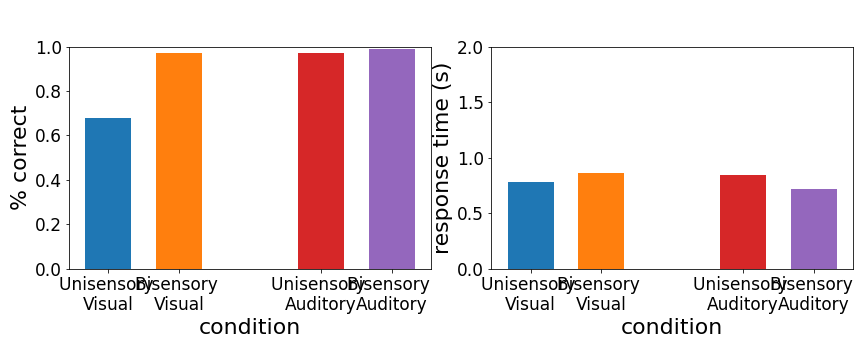 % correct
1.0
0.8
0.6
0.4
0.2
0.0
Unisensory Visual
Bisensory Visual
Unisensory Auditory
Bisensory Auditory
condition
response time (s)
2.0
1.5
1.0
0.5
0.0
Unisensory Visual
Bisensory Visual
Unisensory Auditory
Bisensory Auditory
condition